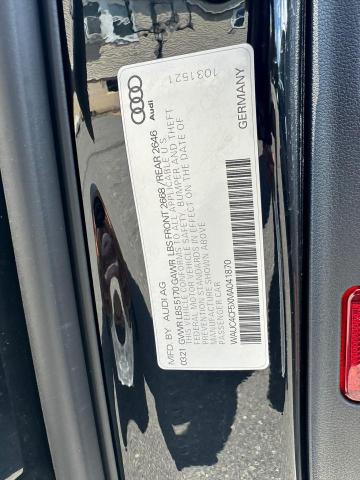 Audi
1031521
MFD. BY AUDI AG
GERMANY
0321 GVWR LBS 5170 GAWR LBS FRONT 2668 /REAR 2646
THIS VEHICLE CONFORMS TO ALL APPLICABLE U.S.
FEDERAL MOTOR VEHICLE SAFETY, BUMPER AND THEFT
PREVENTION STANDARDS IN EFFECT ON THE DATE OF
MANUFACTURE SHOWN ABOVE
PASSENGER CAR
WAUC4CF5XMA041870